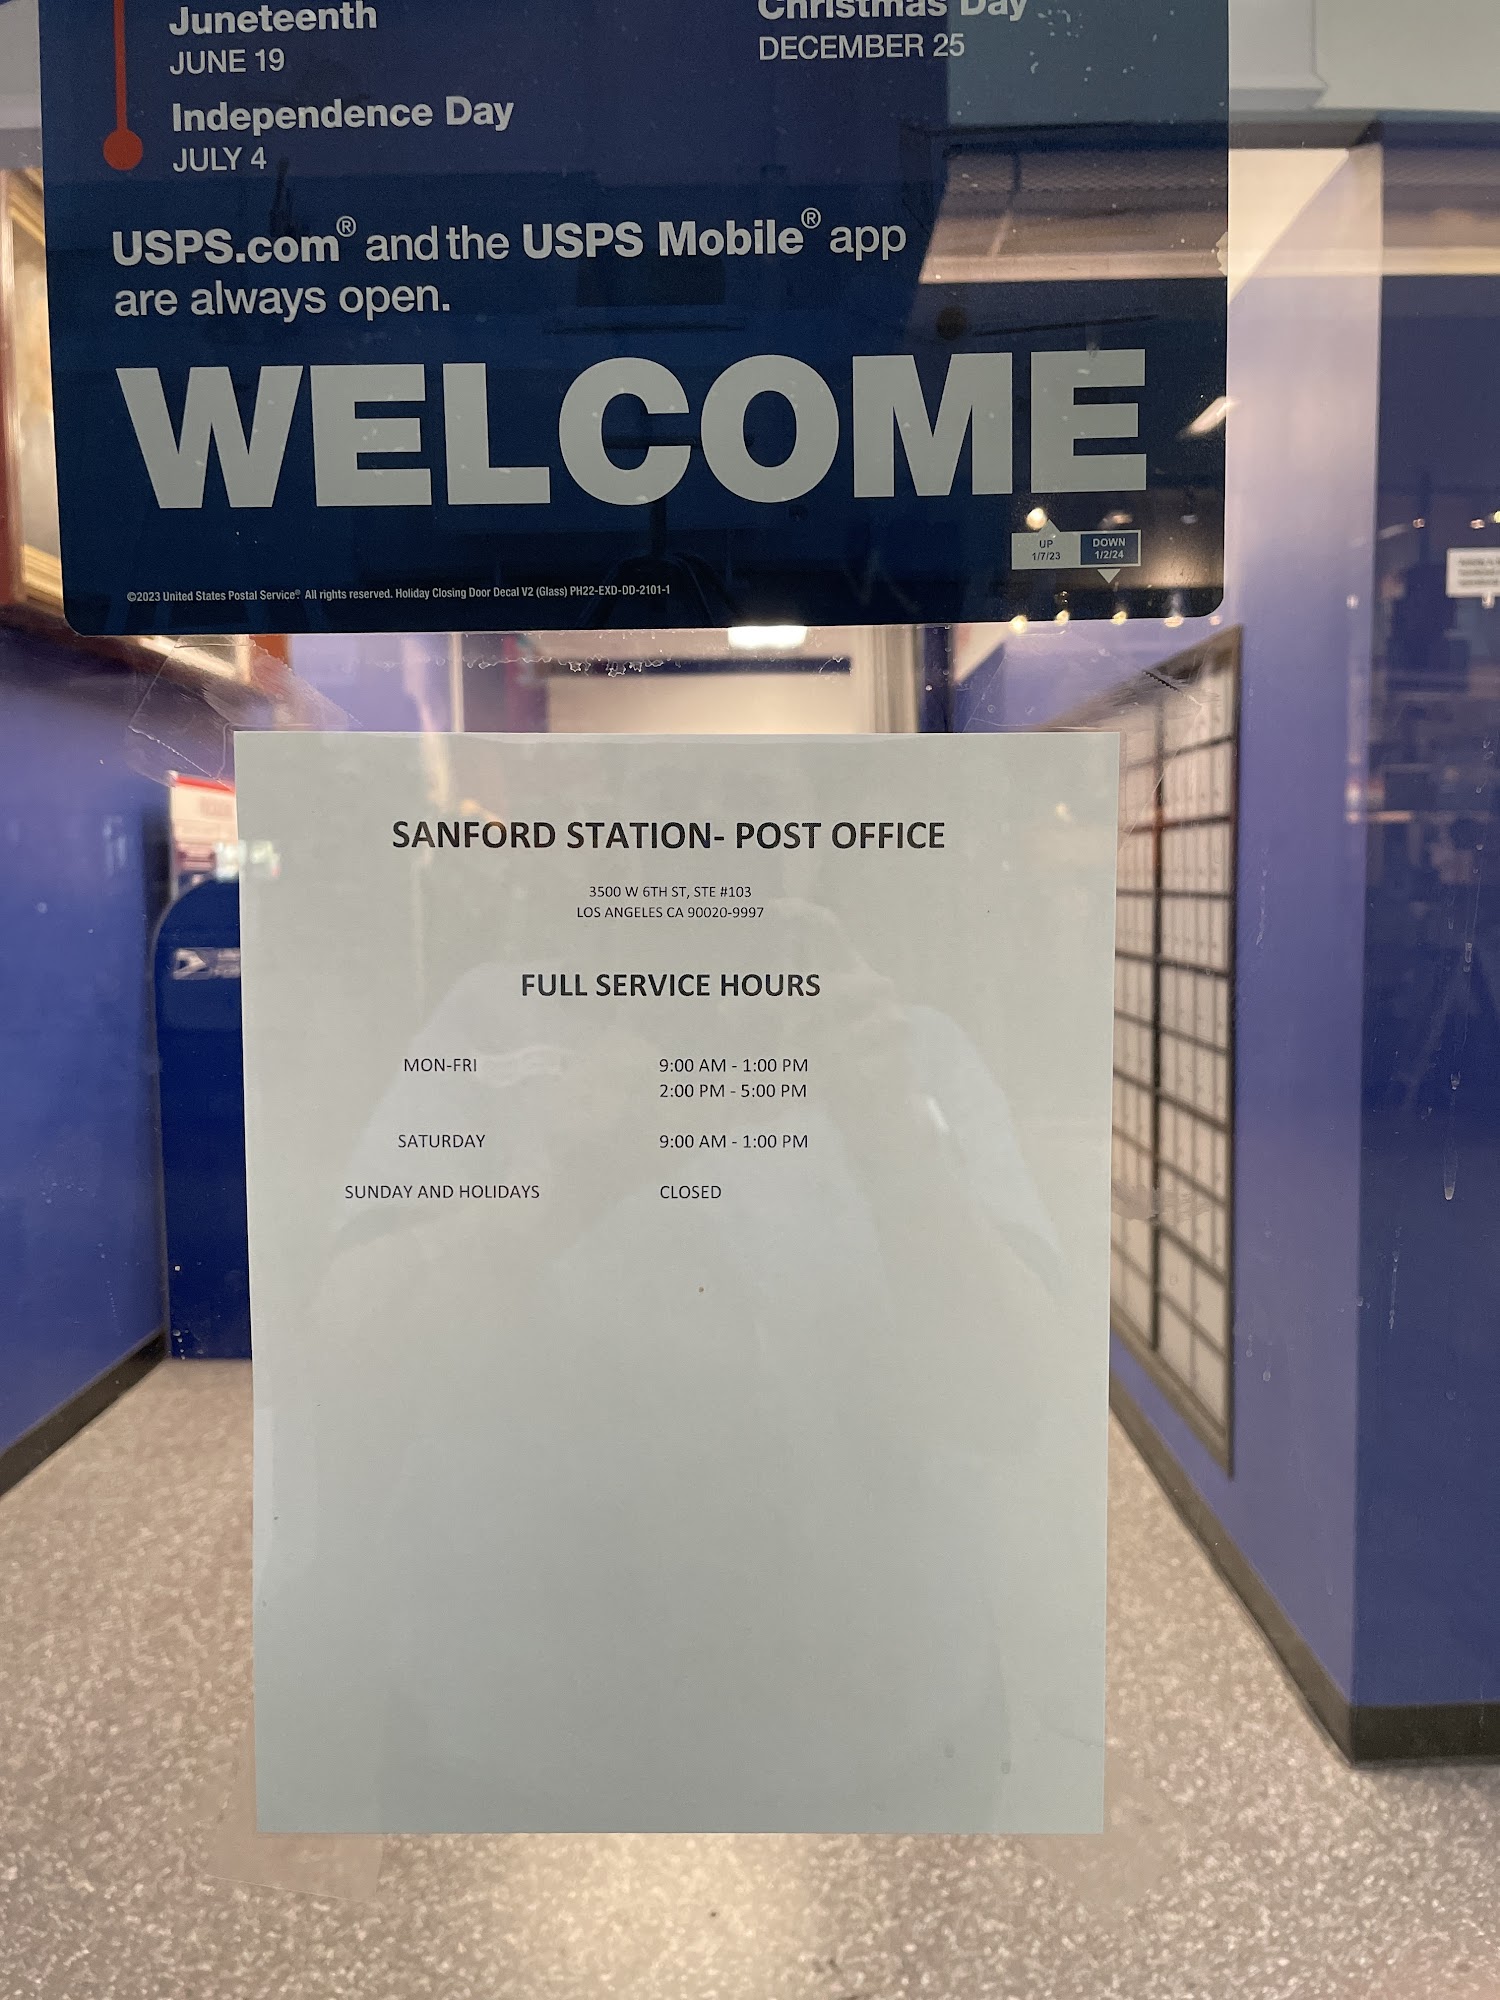 Juneteenth
JUNE 19
Independence Day
JULY 4
Christmas Day
DECEMBER 25
USPS.com® and the USPS Mobile® app
are always open.
WELCOME
UP
1/7/23
DOWN
1/2/24
©2023 United States Postal Service® All rights reserved. Holiday Closing Door Decal V2 (Glass) PH22-EXD-DD-2101-1
SANFORD STATION- POST OFFICE
3500 W 6TH ST, STE #103
LOS ANGELES CA 90020-9997
FULL SERVICE HOURS
MON-FRI 9:00 AM - 1:00 PM
2:00 PM - 5:00 PM
SATURDAY 9:00 AM - 1:00 PM
SUNDAY AND HOLIDAYS CLOSED